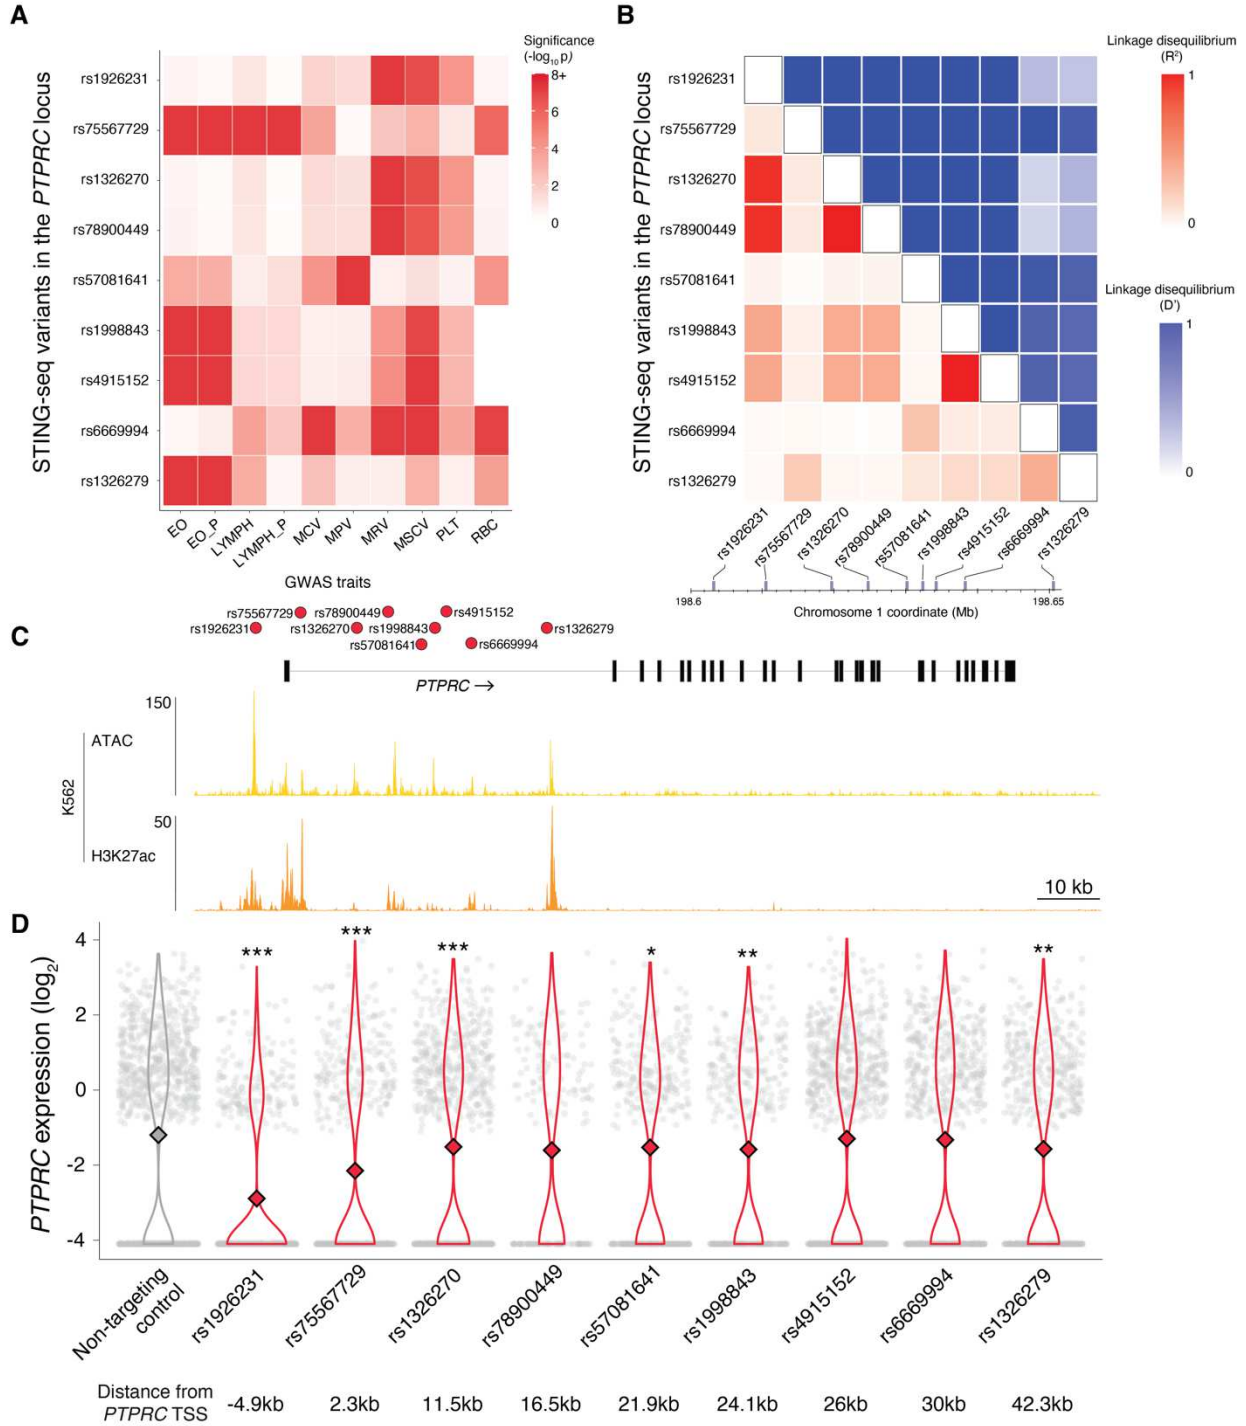 A
STING-seq variants in the PTPRC locus
rs1926231
rs75567729
rs1326270
rs78900449
rs57081641
rs1998843
rs4915152
rs6669994
rs1326279
EO
EO_P
LYMPH
LYMPH_P
MCV
MPV
MRV
MSCV
PLT
RBC
GWAS traits
Significance
(-log10 p)
8+
6
4
2
0
B
STING-seq variants in the PTPRC locus
rs1926231
rs75567729
rs1326270
rs78900449
rs57081641
rs1998843
rs4915152
rs6669994
rs1326279
rs1926231
rs75567729
rs1326270
rs78900449
rs57081641
rs1998843
rs4915152
rs6669994
rs1326279
198.6
198.65
Chromosome 1 coordinate (Mb)
Linkage disequilibrium
(R²)
1
0
Linkage disequilibrium
(D')
1
0
C
rs75567729
rs78900449
rs4915152
rs1926231
rs1326270
rs1998843
rs1326279
rs57081641
rs6669994
PTPRC →
K562
150
ATAC
50
H3K27ac
10 kb
D
PTPRC expression (log2)
4
2
0
-2
-4
***
***
***
*
**
**
Non-targeting
control
rs1926231
rs75567729
rs1326270
rs78900449
rs57081641
rs1998843
rs4915152
rs6669994
rs1326279
Distance from
PTPRC TSS
-4.9kb
2.3kb
11.5kb
16.5kb
21.9kb
24.1kb
26kb
30kb
42.3kb